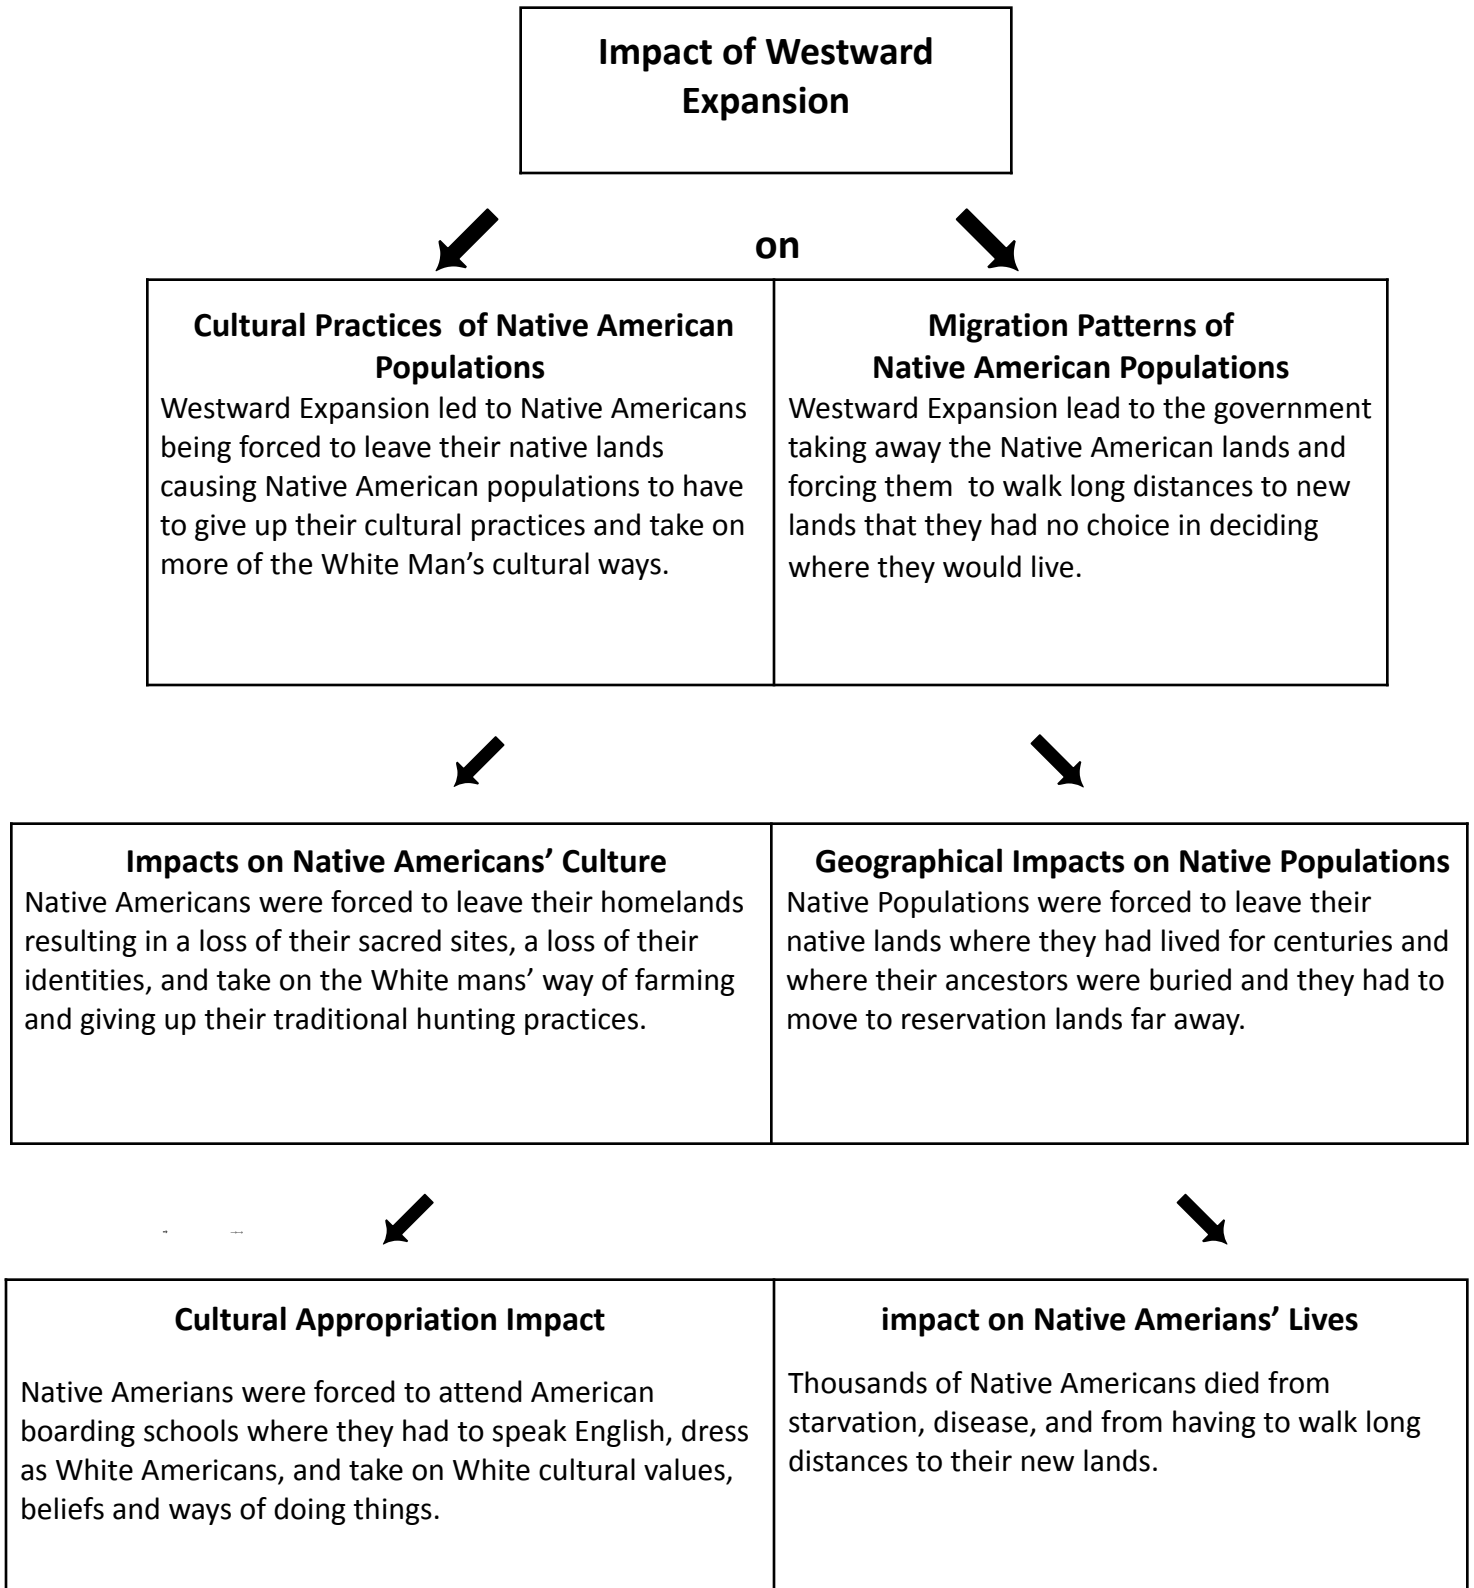 Impact of Westward
Expansion
on
Cultural Practices  of Native American
Populations
Westward Expansion led to Native Americans
being forced to leave their native lands
causing Native American populations to have
to give up their cultural practices and take on
more of the White Man’s cultural ways.
Migration Patterns of
Native American Populations
Westward Expansion lead to the government
taking away the Native American lands and
forcing them  to walk long distances to new
lands that they had no choice in deciding
where they would live.
Impacts on Native Americans’ Culture
Native Americans were forced to leave their homelands
resulting in a loss of their sacred sites, a loss of their
identities, and take on the White mans’ way of farming
and giving up their traditional hunting practices.
Geographical Impacts on Native Populations
Native Populations were forced to leave their
native lands where they had lived for centuries and
where their ancestors were buried and they had to
move to reservation lands far away.
Cultural Appropriation Impact
Native Amerians were forced to attend American
boarding schools where they had to speak English, dress
as White Americans, and take on White cultural values,
beliefs and ways of doing things.
impact on Native Amerians’ Lives
Thousands of Native Americans died from
starvation, disease, and from having to walk long
distances to their new lands.